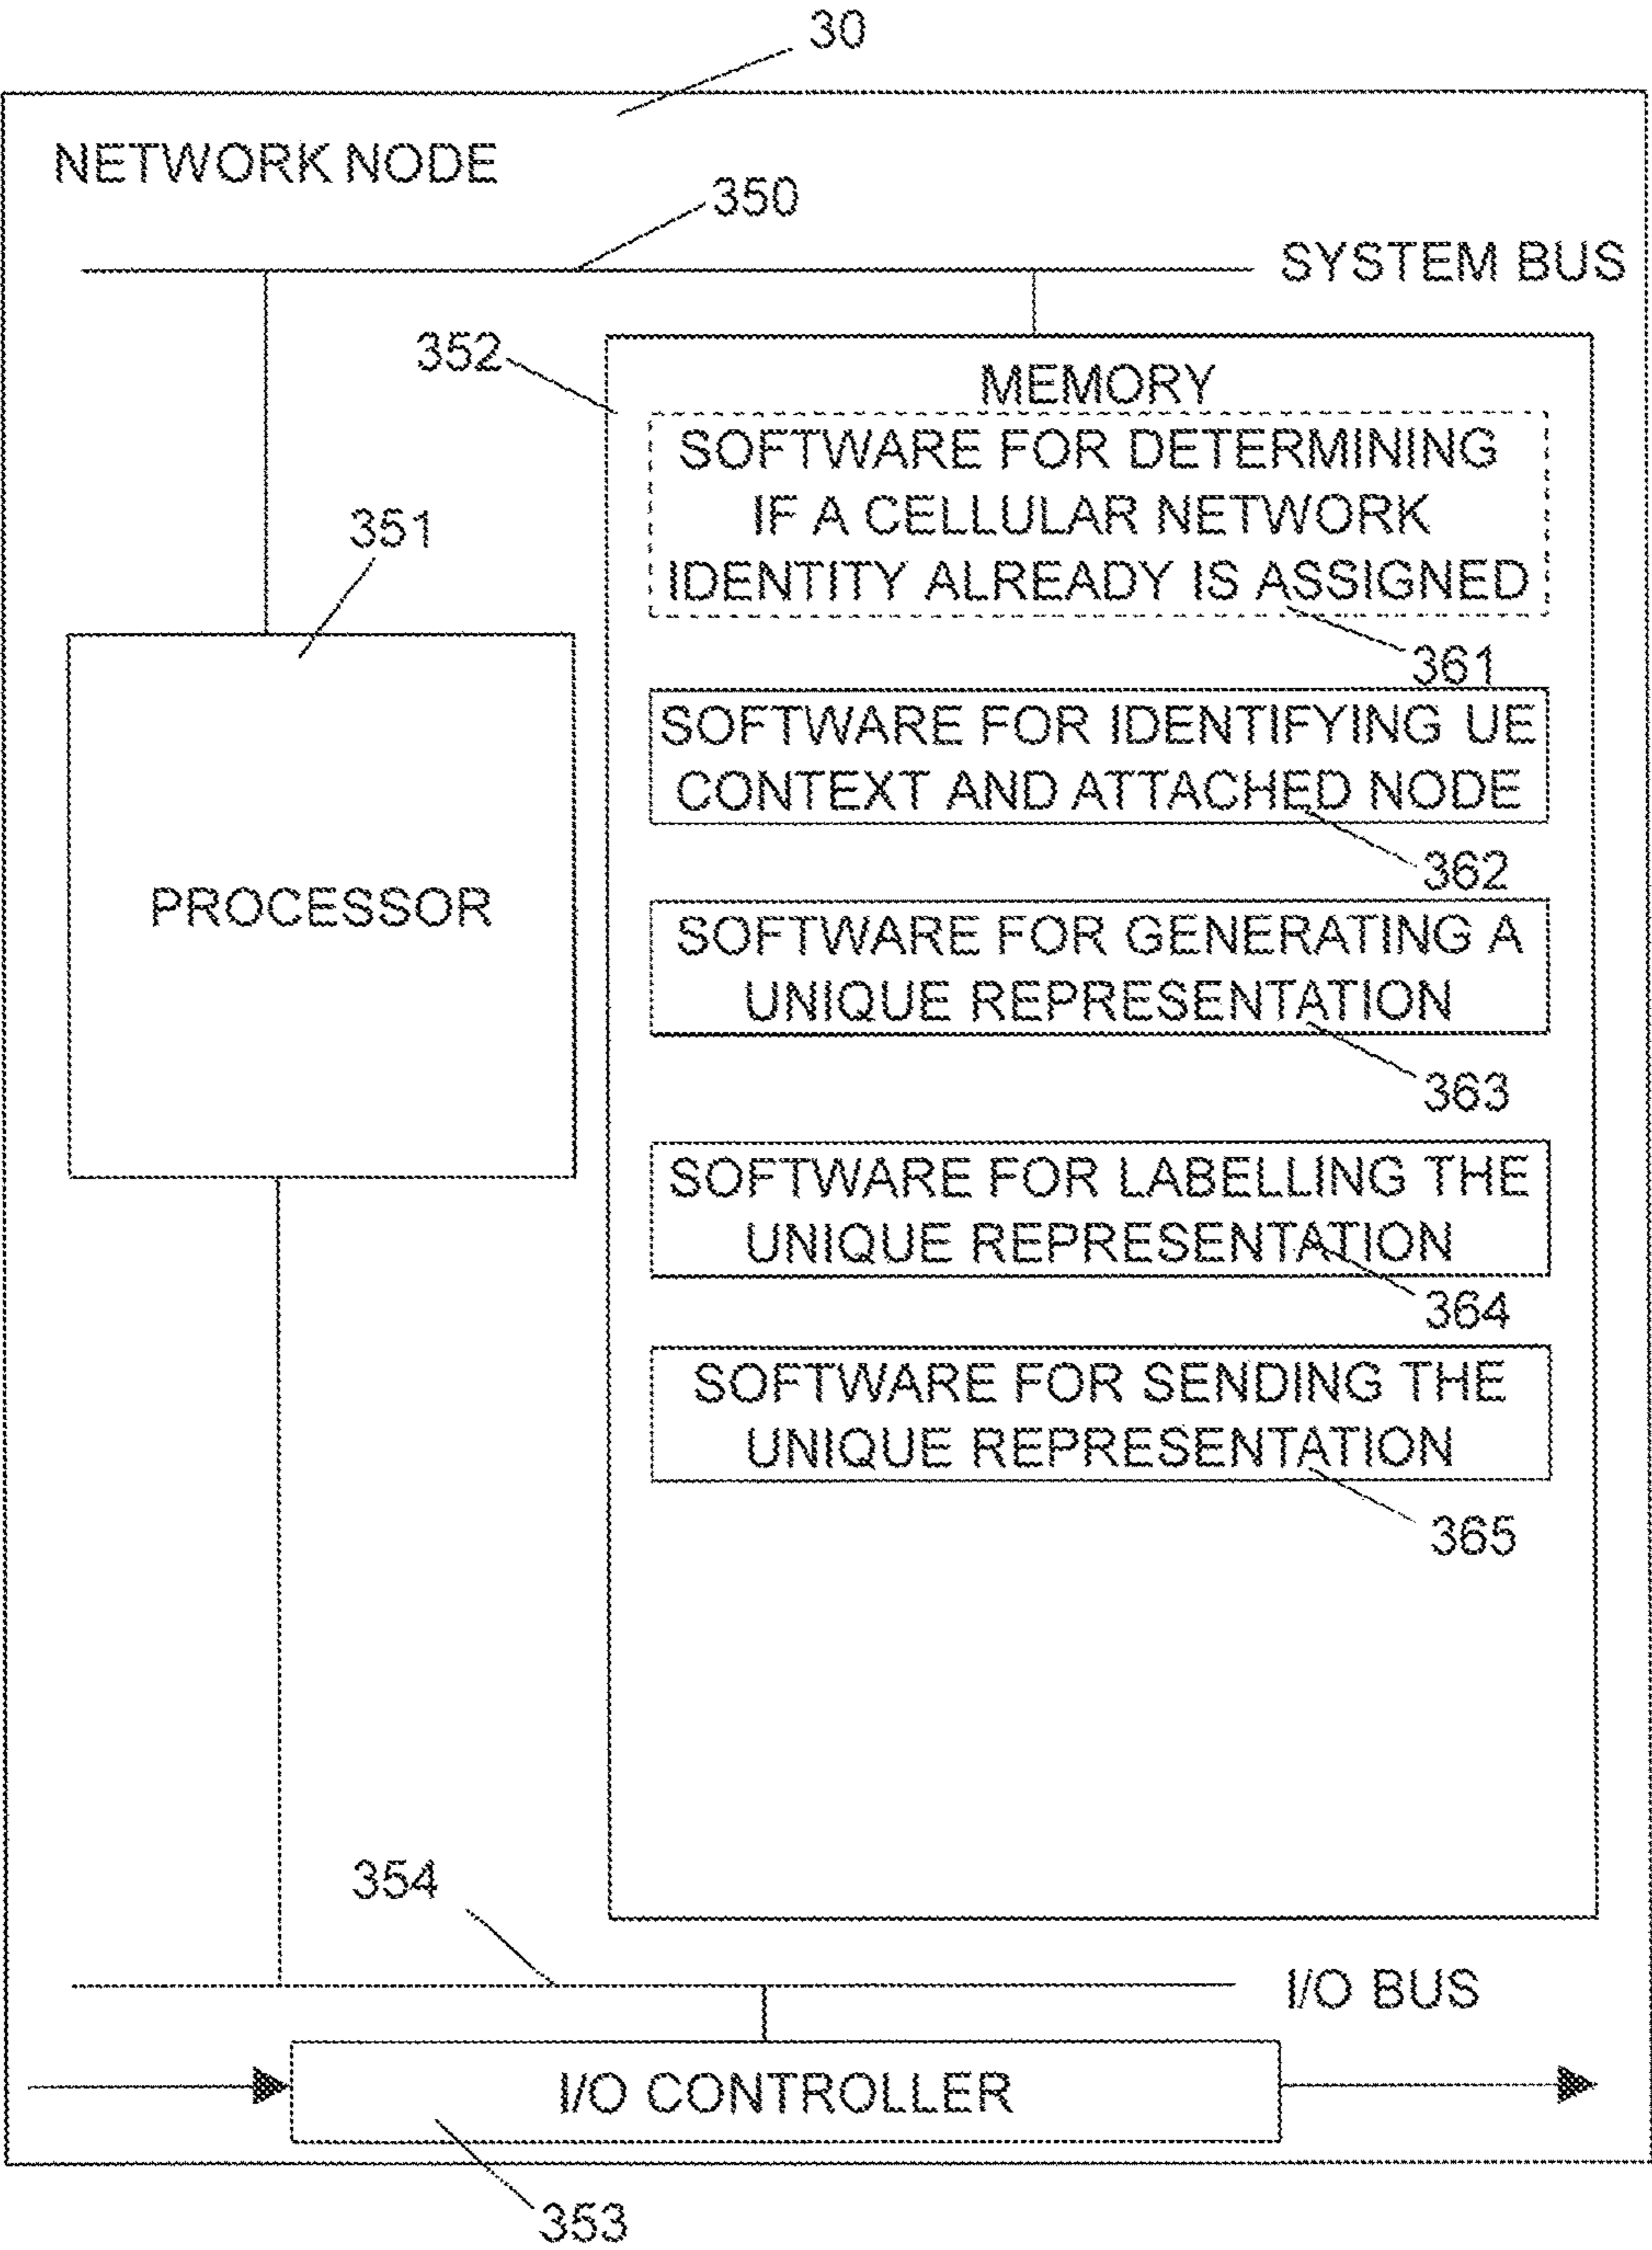 30
NETWORK NODE
350
SYSTEM BUS
352
MEMORY
SOFTWARE FOR DETERMINING
IF A CELLULAR NETWORK
IDENTITY ALREADY IS ASSIGNED
351
361
SOFTWARE FOR IDENTIFYING UE
CONTEXT AND ATTACHED NODE
362
PROCESSOR
SOFTWARE FOR GENERATING A
UNIQUE REPRESENTATION
363
SOFTWARE FOR LABELLING THE
UNIQUE REPRESENTATION
364
SOFTWARE FOR SENDING THE
UNIQUE REPRESENTATION
365
354
I/O BUS
I/O CONTROLLER
353